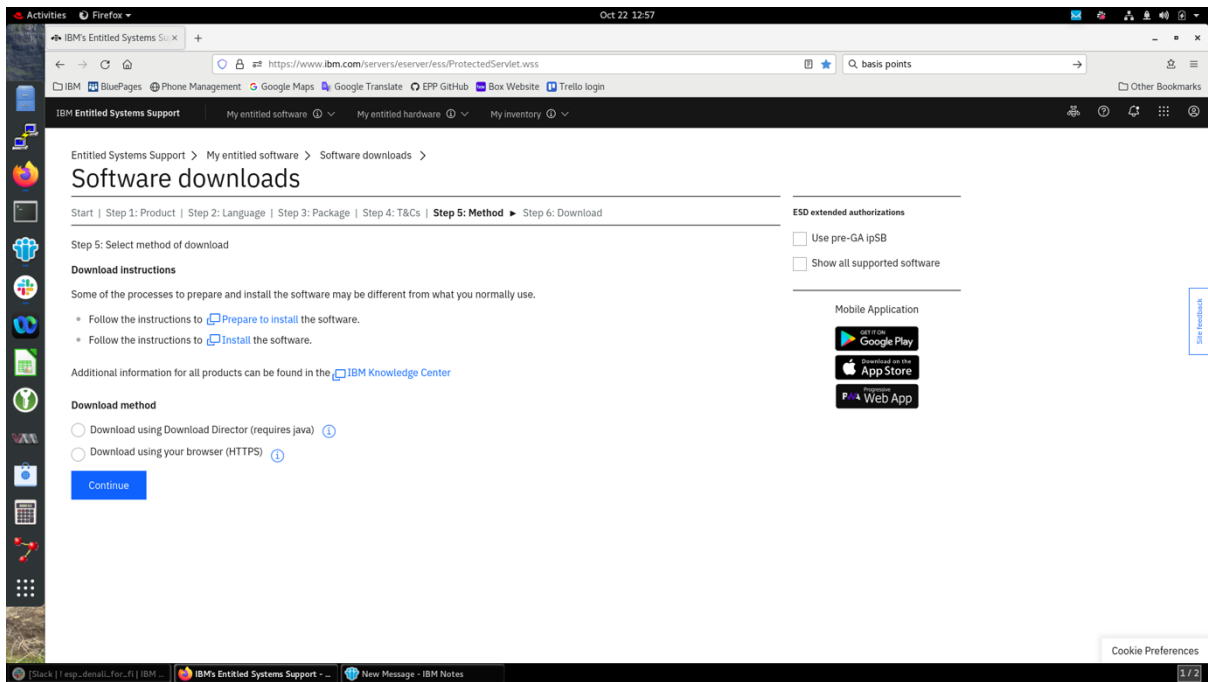 Activities Firefox Oct 22 12:57
IBM's Entitled Systems Su
https://www.ibm.com/servers/eserver/ess/ProtectedServlet.wss basis points
IBM BluePages Phone Management Google Maps Google Translate EPP GitHub Box Website Trello login Other Bookmarks
IBM Entitled Systems Support My entitled software My entitled hardware My inventory
Entitled Systems Support > My entitled software > Software downloads >
Software downloads
Start | Step 1: Product | Step 2: Language | Step 3: Package | Step 4: T&Cs | Step 5: Method ► Step 6: Download
Step 5: Select method of download
Download instructions
Some of the processes to prepare and install the software may be different from what you normally use.
• Follow the instructions to Prepare to install the software.
• Follow the instructions to Install the software.
Additional information for all products can be found in the IBM Knowledge Center
Download method
Download using Download Director (requires java)
Download using your browser (HTTPS)
Continue
ESD extended authorizations
Use pre-GA ipSB
Show all supported software
Mobile Application
GET IT ON
Google Play
Download on the
App Store
Progressive
PWA Web App
Site feedback
Cookie Preferences
[Slack | ! esp_denali_for_fi | IBM ... IBM's Entitled Systems Support - ... New Message - IBM Notes 1 / 2